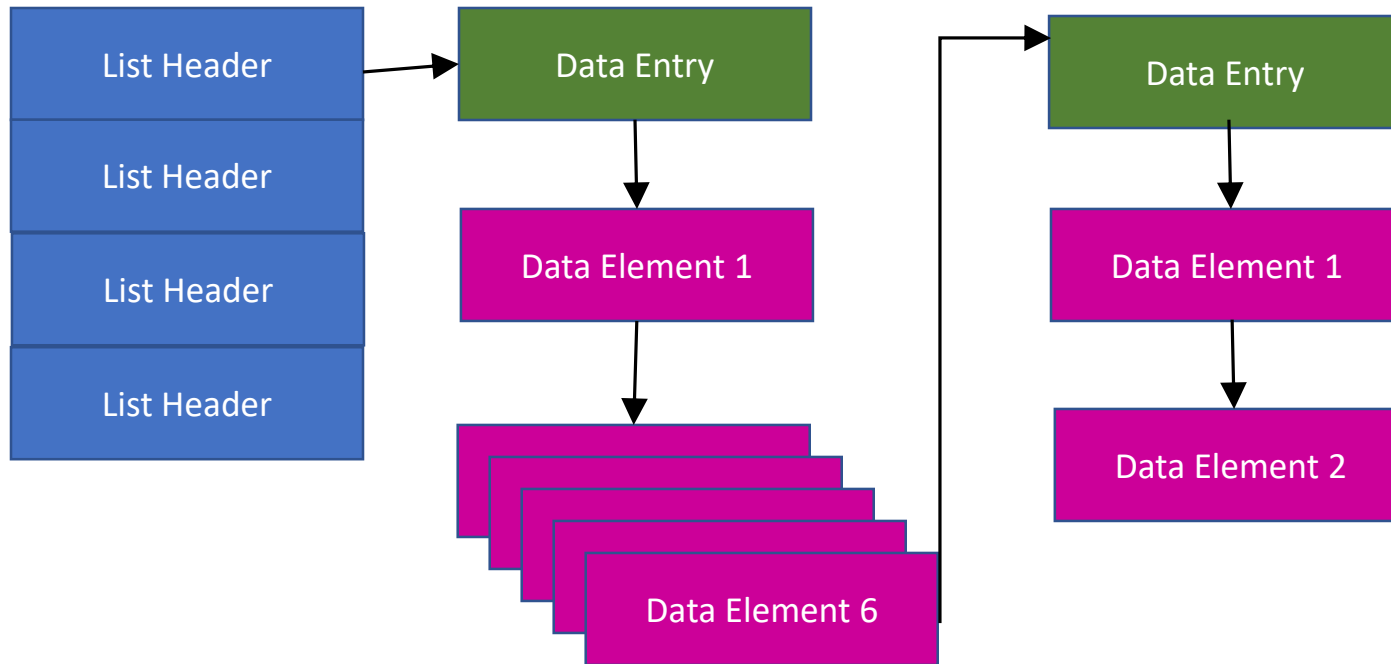 List Header
List Header
List Header
List Header
Data Entry
Data Element 1
Data Element 6
Data Entry
Data Element 1
Data Element 2